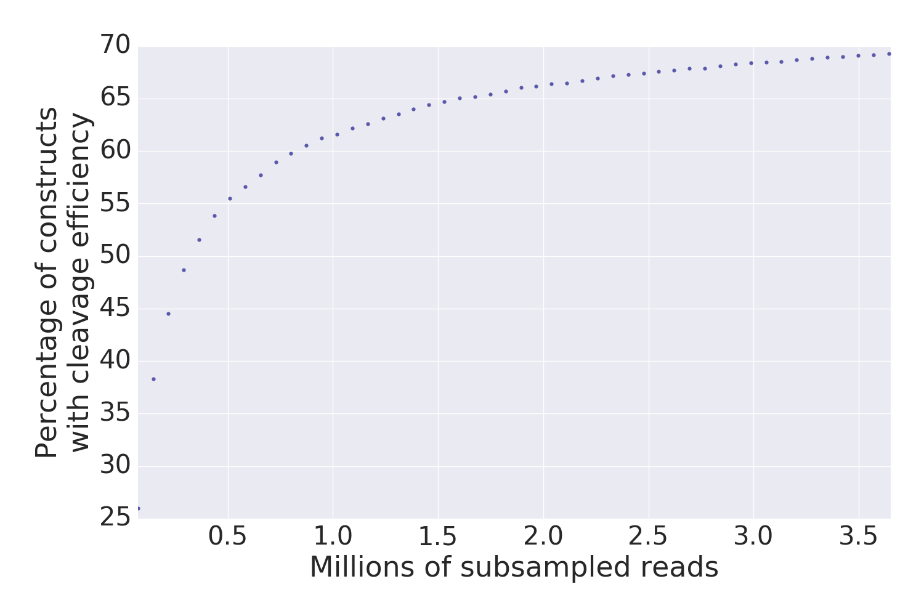 Percentage of constructs
with cleavage efficiency
70
65
60
55
50
45
40
35
30
25
0.5 1.0 1.5 2.0 2.5 3.0 3.5
Millions of subsampled reads